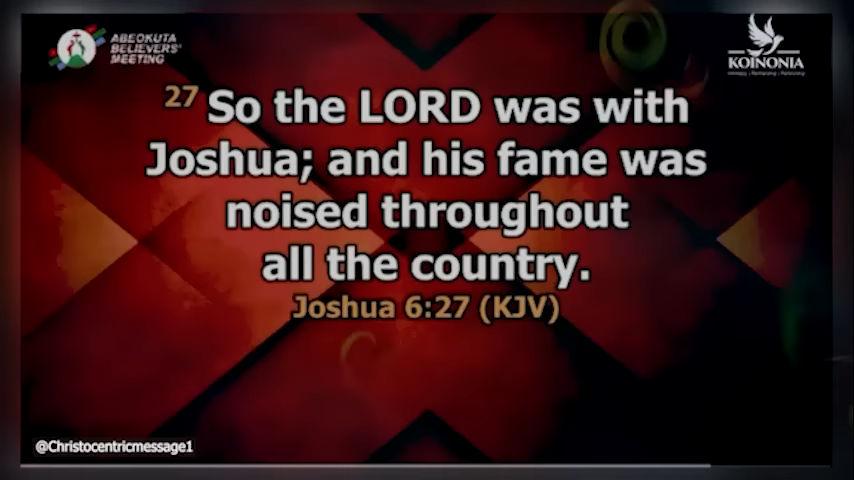 ABEOKUTA
BELIEVERS'
MEETING
KOINONIA
27 So the LORD was with
Joshua; and his fame was
noised throughout
all the country.
Joshua 6:27 (KJV)
@Christocentricmessage1